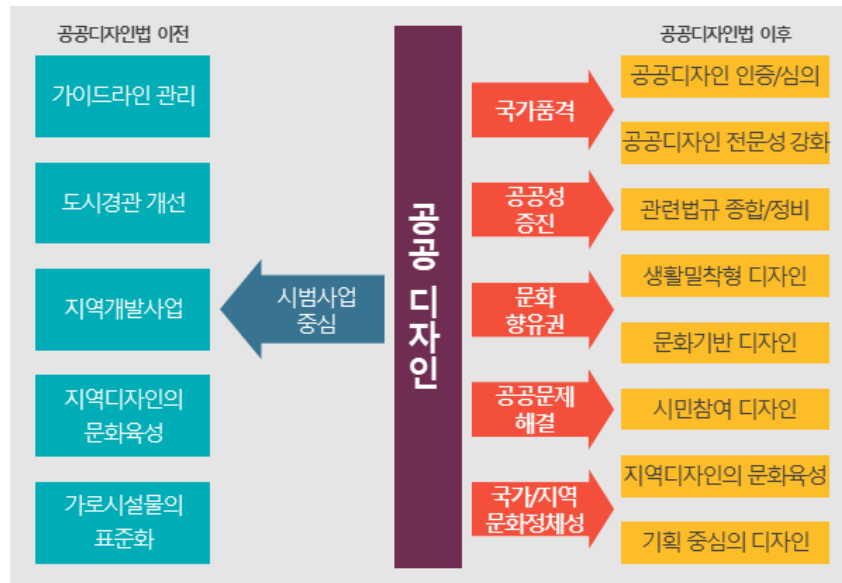 공공디자인법 이전
가이드라인 관리
도시경관 개선
지역개발사업
지역디자인의
문화육성
가로시설물의
표준화
시범사업
중심
공공 디자인
국가품격
공공성
증진
문화
향유권
공공문제
해결
국가/지역
문화정체성
공공디자인법 이후
공공디자인 인증/심의
공공디자인 전문성 강화
관련법규 종합/정비
생활밀착형 디자인
문화기반 디자인
시민참여 디자인
지역디자인의 문화육성
기획 중심의 디자인